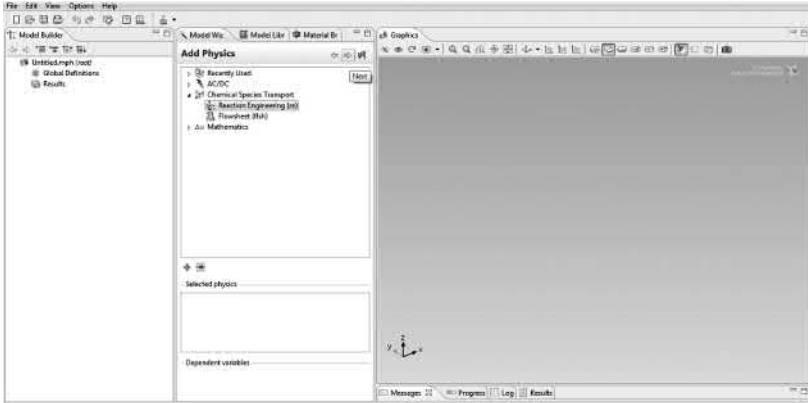 File Edit View Options Help
Model Builder
Untitled.mph (root)
Global Definitions
Results
Model Wiz
Model Libr
Material Br
Add Physics
Next
Recently Used
AC/DC
Chemical Species Transport
Reaction Engineering (re)
Flowsheet (flsh)
Δu Mathematics
Selected physics
Dependent variables
Graphics
z
y
x
Messages
Progress
Log
Results